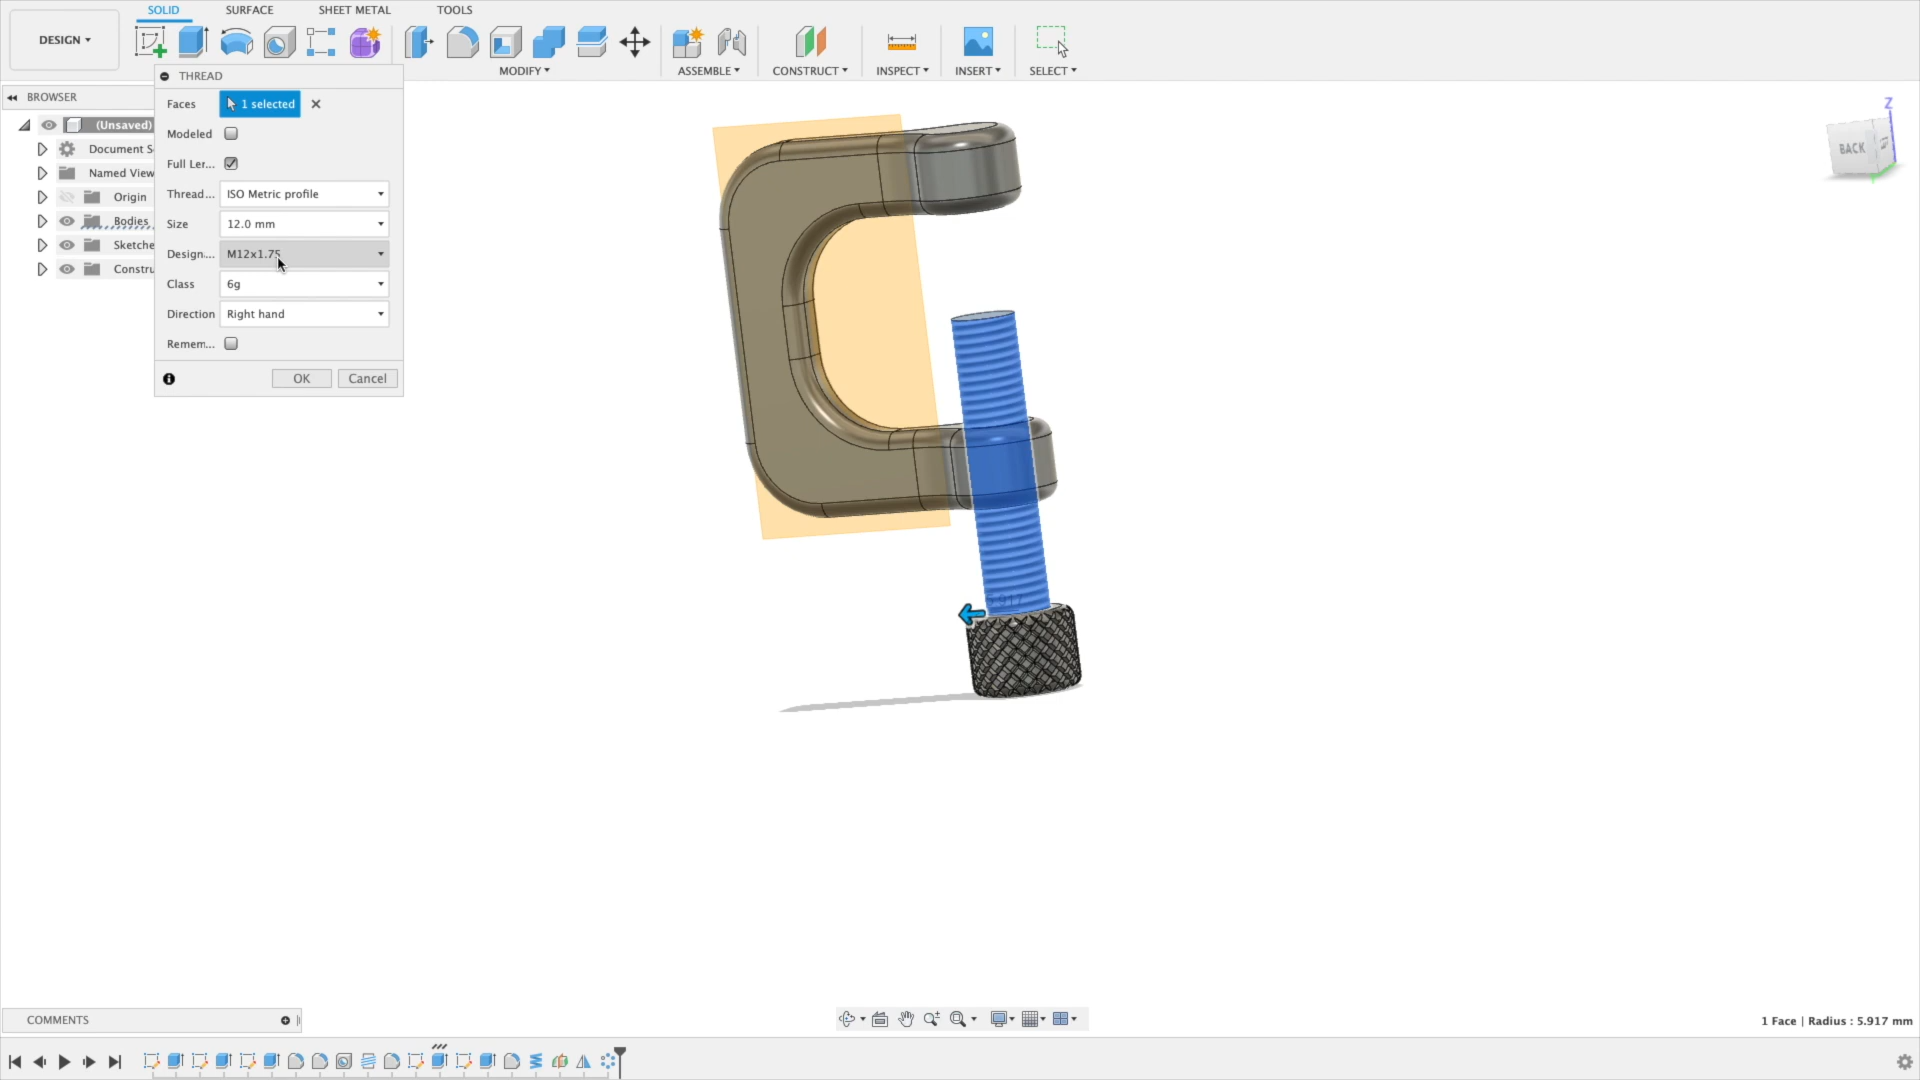 SOLID
SURFACE
SHEET METAL
TOOLS
DESIGN
MODIFY
ASSEMBLE
CONSTRUCT
INSPECT
INSERT
SELECT
THREAD
BROWSER
Faces
1 selected
(Unsaved)
Modeled
Document S
Full Ler...
Named View
Thread...
ISO Metric profile
Origin
Size
12.0 mm
Bodies
Sketche
Design...
M12x1.75
Constru
Class
6g
Direction
Right hand
Remem...
OK
Cancel
Z
BACK
COMMENTS
1 Face | Radius : 5.917 mm